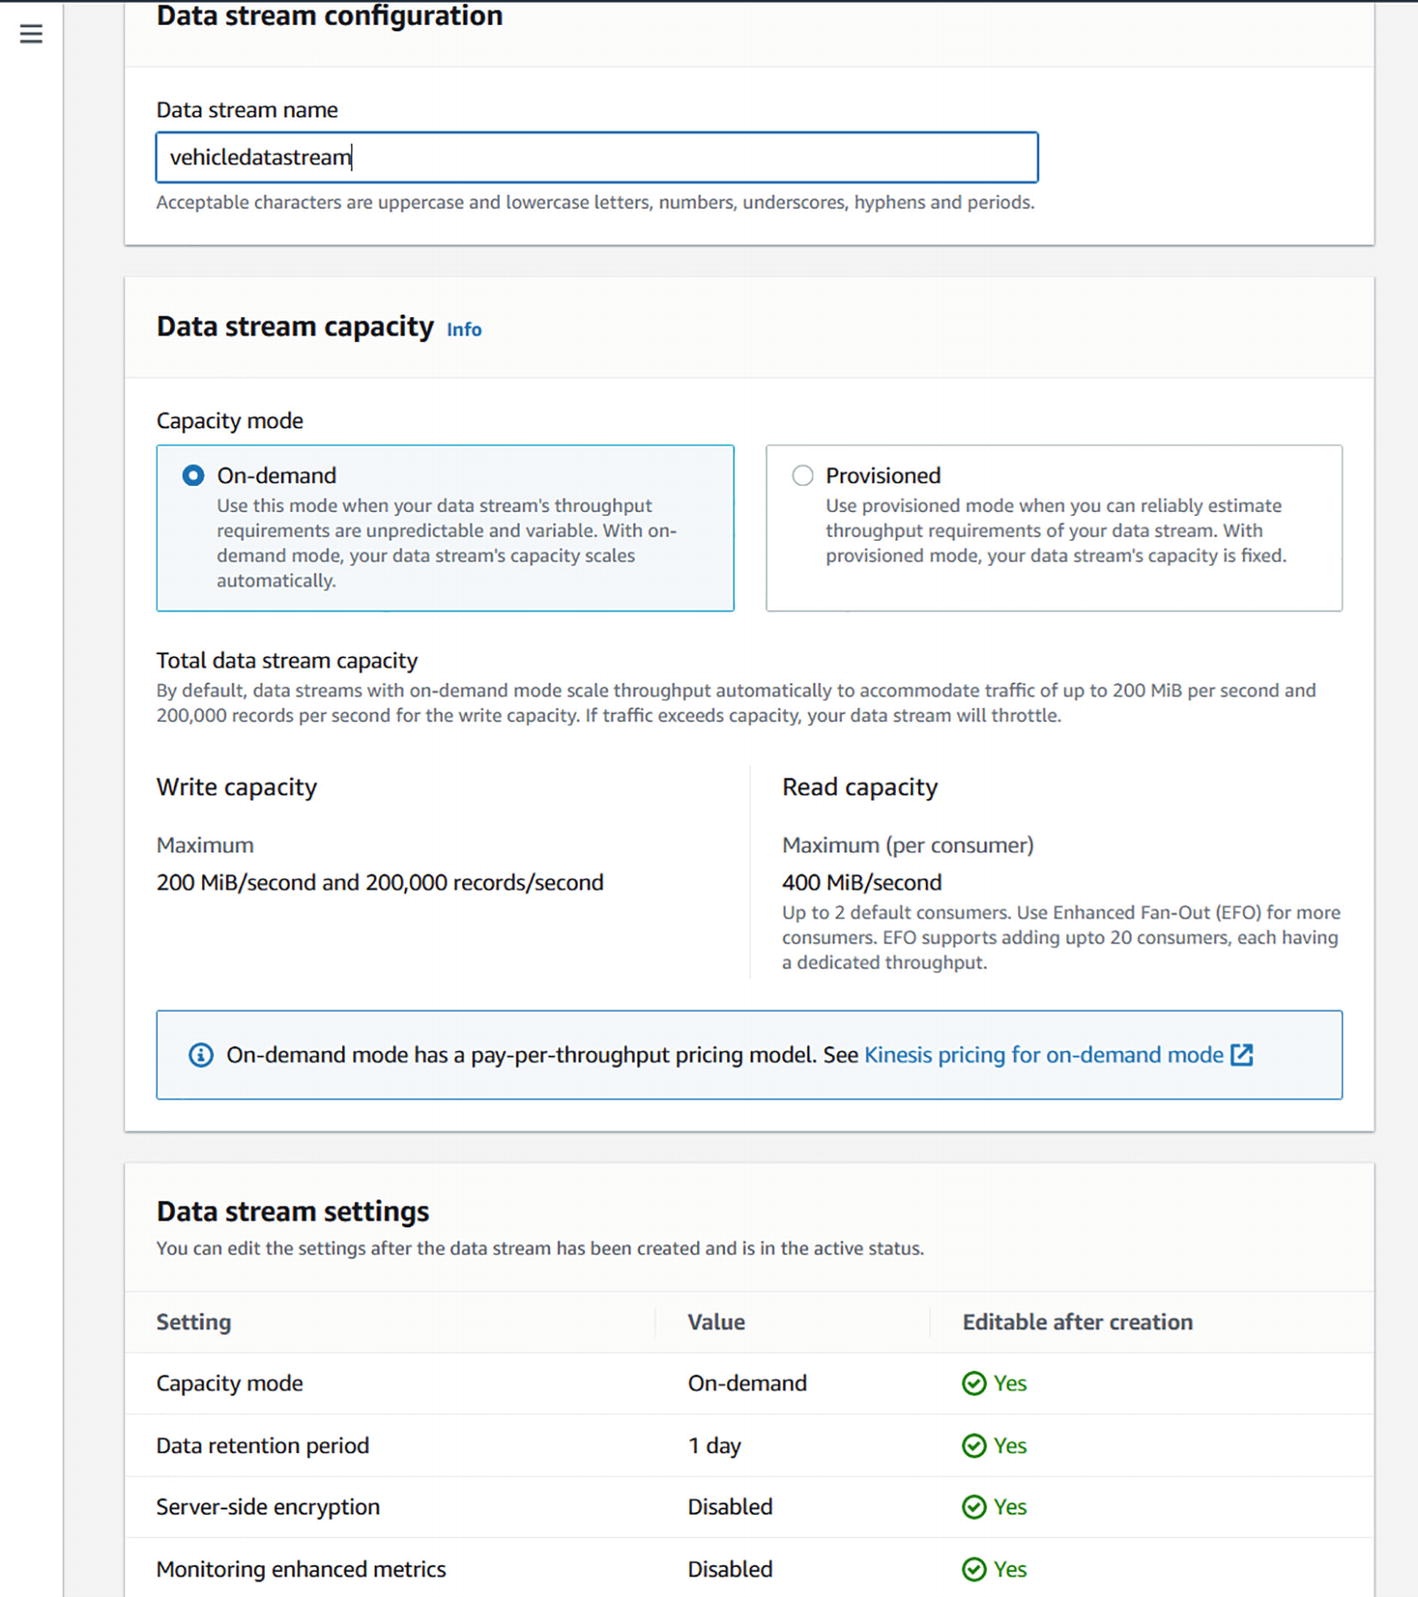 Data stream configuration
Data stream name
vehicledatastream
Acceptable characters are uppercase and lowercase letters, numbers, underscores, hyphens and periods.
Data stream capacity Info
Capacity mode
On-demand
Use this mode when your data stream's throughput
requirements are unpredictable and variable. With on-
demand mode, your data stream's capacity scales
automatically.
Provisioned
Use provisioned mode when you can reliably estimate
throughput requirements of your data stream. With
provisioned mode, your data stream's capacity is fixed.
Total data stream capacity
By default, data streams with on-demand mode scale throughput automatically to accommodate traffic of up to 200 MiB per second and
200,000 records per second for the write capacity. If traffic exceeds capacity, your data stream will throttle.
Write capacity
Maximum
200 MiB/second and 200,000 records/second
Read capacity
Maximum (per consumer)
400 MiB/second
Up to 2 default consumers. Use Enhanced Fan-Out (EFO) for more
consumers. EFO supports adding upto 20 consumers, each having
a dedicated throughput.
On-demand mode has a pay-per-throughput pricing model. See Kinesis pricing for on-demand mode
Data stream settings
You can edit the settings after the data stream has been created and is in the active status.
Setting Value Editable after creation
Capacity mode On-demand Yes
Data retention period 1 day Yes
Server-side encryption Disabled Yes
Monitoring enhanced metrics Disabled Yes